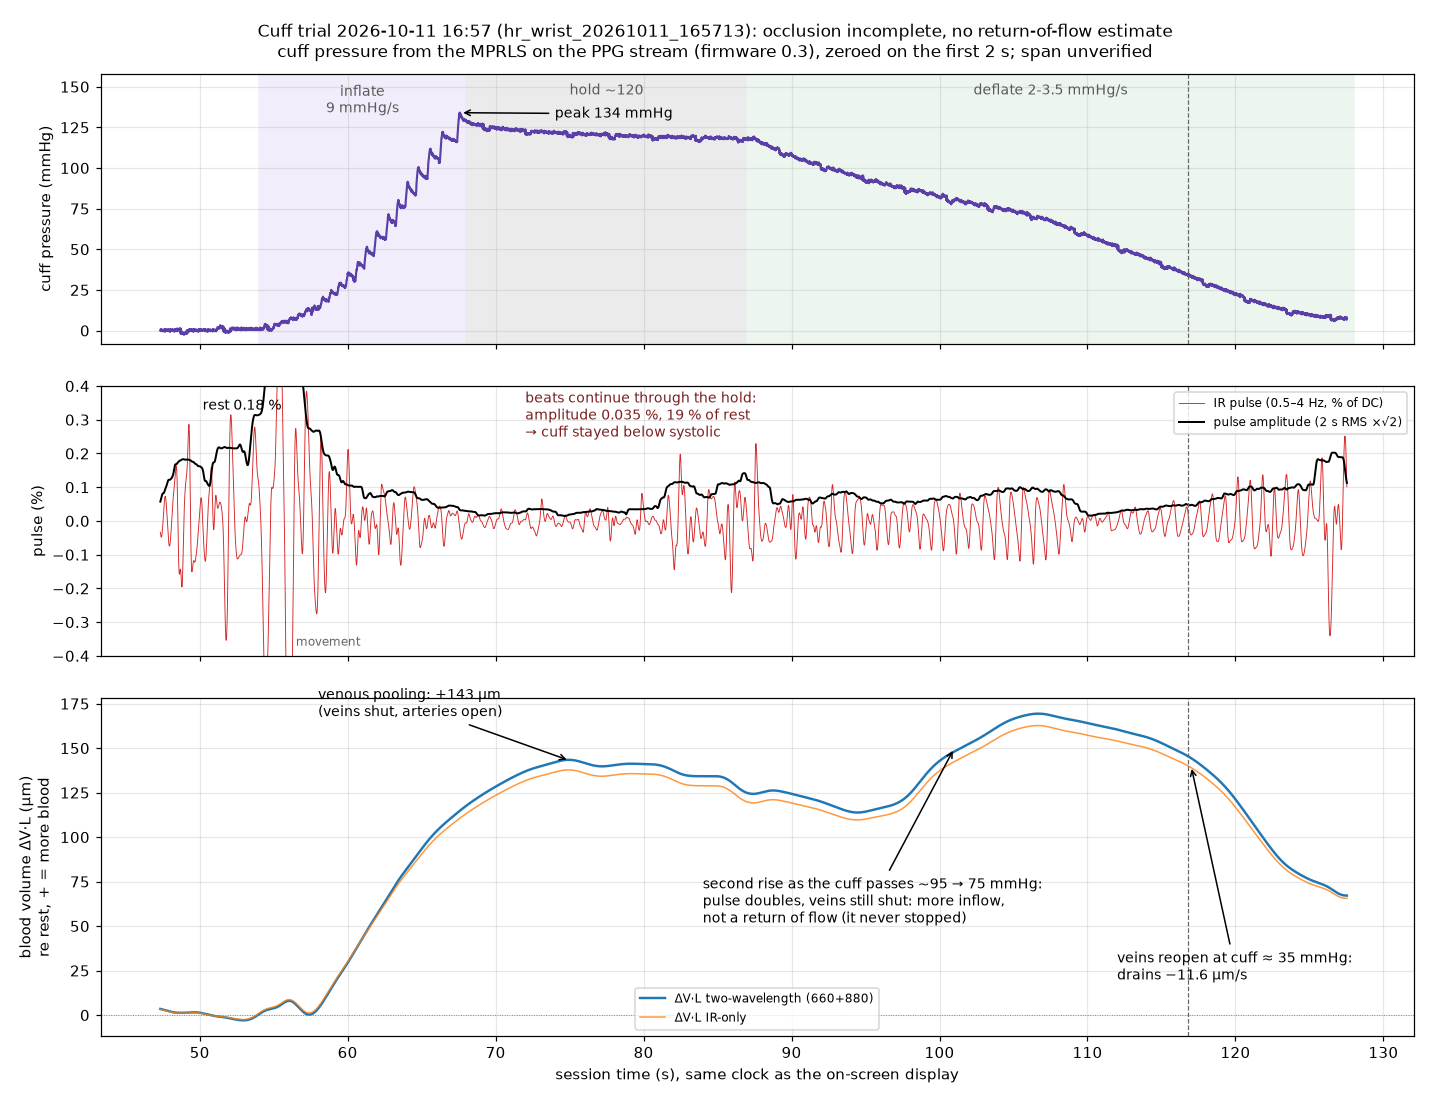 Cuff trial 2026-10-11 16:57 (hr_wrist_20261011_165713): occlusion incomplete, no return-of-flow estimate
cuff pressure from the MPRLS on the PPG stream (firmware 0.3), zeroed on the first 2 s; span unverified
cuff pressure (mmHg)
150
125
100
75
50
25
0
inflate
9 mmHg/s
hold ~120
deflate 2-3.5 mmHg/s
peak 134 mmHg
pulse (%)
0.4
0.3
0.2
0.1
0.0
−0.1
−0.2
−0.3
−0.4
rest 0.18 %
movement
beats continue through the hold:
amplitude 0.035 %, 19 % of rest
→ cuff stayed below systolic
IR pulse (0.5–4 Hz, % of DC)
pulse amplitude (2 s RMS ×√2)
blood volume ΔV·L (µm)
re rest, + = more blood
175
150
125
100
75
50
25
0
venous pooling: +143 µm
(veins shut, arteries open)
second rise as the cuff passes ~95 → 75 mmHg:
pulse doubles, veins still shut: more inflow,
not a return of flow (it never stopped)
veins reopen at cuff ≈ 35 mmHg:
drains −11.6 µm/s
ΔV·L two-wavelength (660+880)
ΔV·L IR-only
50
60
70
80
90
100
110
120
130
session time (s), same clock as the on-screen display